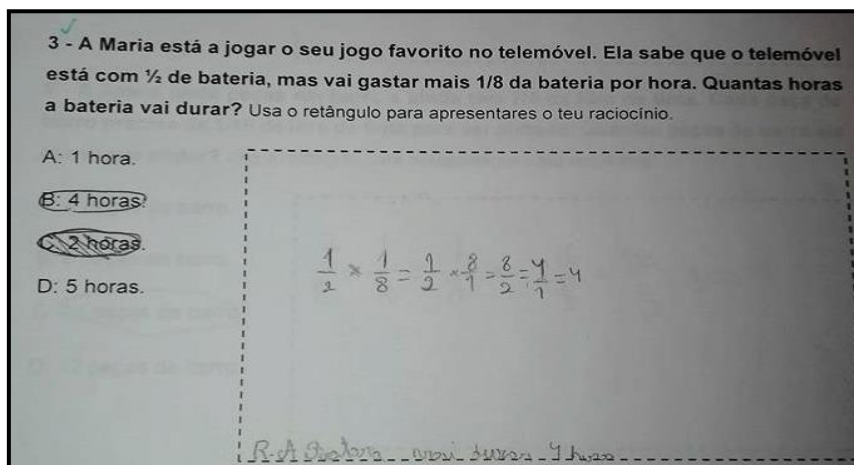 3 - A Maria está a jogar o seu jogo favorito no telemóvel. Ela sabe que o telemóvel
está com ½ de bateria, mas vai gastar mais 1/8 da bateria por hora. Quantas horas
a bateria vai durar? Usa o retângulo para apresentares o teu raciocínio.
A: 1 hora.
B: 4 horas.
C: 2 horas.
D: 5 horas.
1/2 × 1/8 = 1/2 × 8/1 = 8/2 = 4/1 = 4
R-A vai durar 4 horas